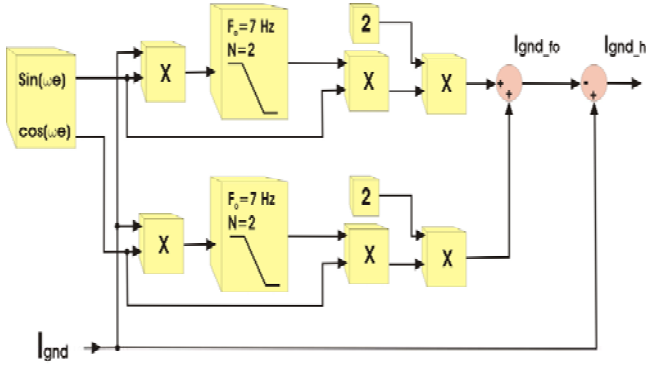 Sin(ωe)
cos(ωe)
X
Fₒ=7 Hz
N=2
2
X
X
+
+
Ignd_fo
-
+
Ignd_h
X
Fₒ=7 Hz
N=2
2
X
X
Ignd